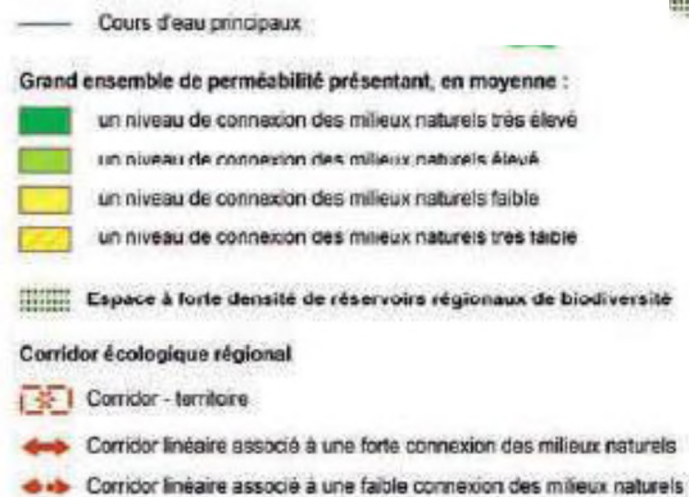 Cours d'eau principaux
Grand ensemble de perméabilité présentant, en moyenne :
un niveau de connexion des milieux naturels très élevé
un niveau de connexion des milieux naturels élevé
un niveau de connexion des milieux naturels faible
un niveau de connexion des milieux naturels très faible
Espace à forte densité de réservoirs régionaux de biodiversité
Corridor écologique régional
Corridor - territoire
Corridor linéaire associé à une forte connexion des milieux naturels
Corridor linéaire associé à une faible connexion des milieux naturels